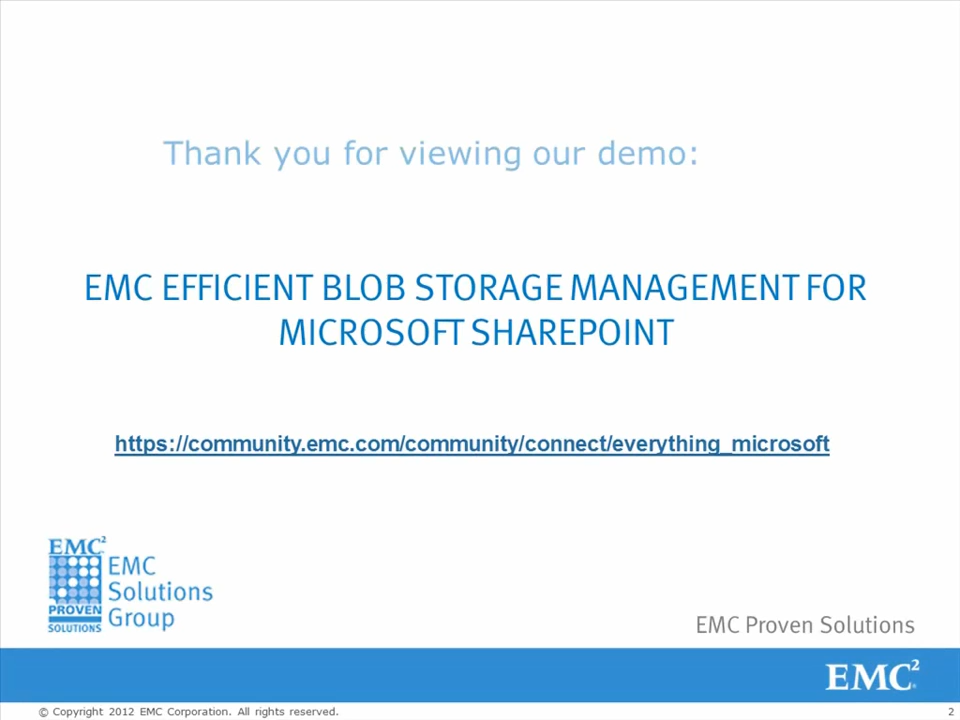 Thank you for viewing our demo:
EMC EFFICIENT BLOB STORAGE MANAGEMENT FOR
MICROSOFT SHAREPOINT
https://community.emc.com/community/connect/everything_microsoft
EMC²
PROVEN
SOLUTIONS
EMC
Solutions
Group
EMC Proven Solutions
EMC²
© Copyright 2012 EMC Corporation. All rights reserved.
2